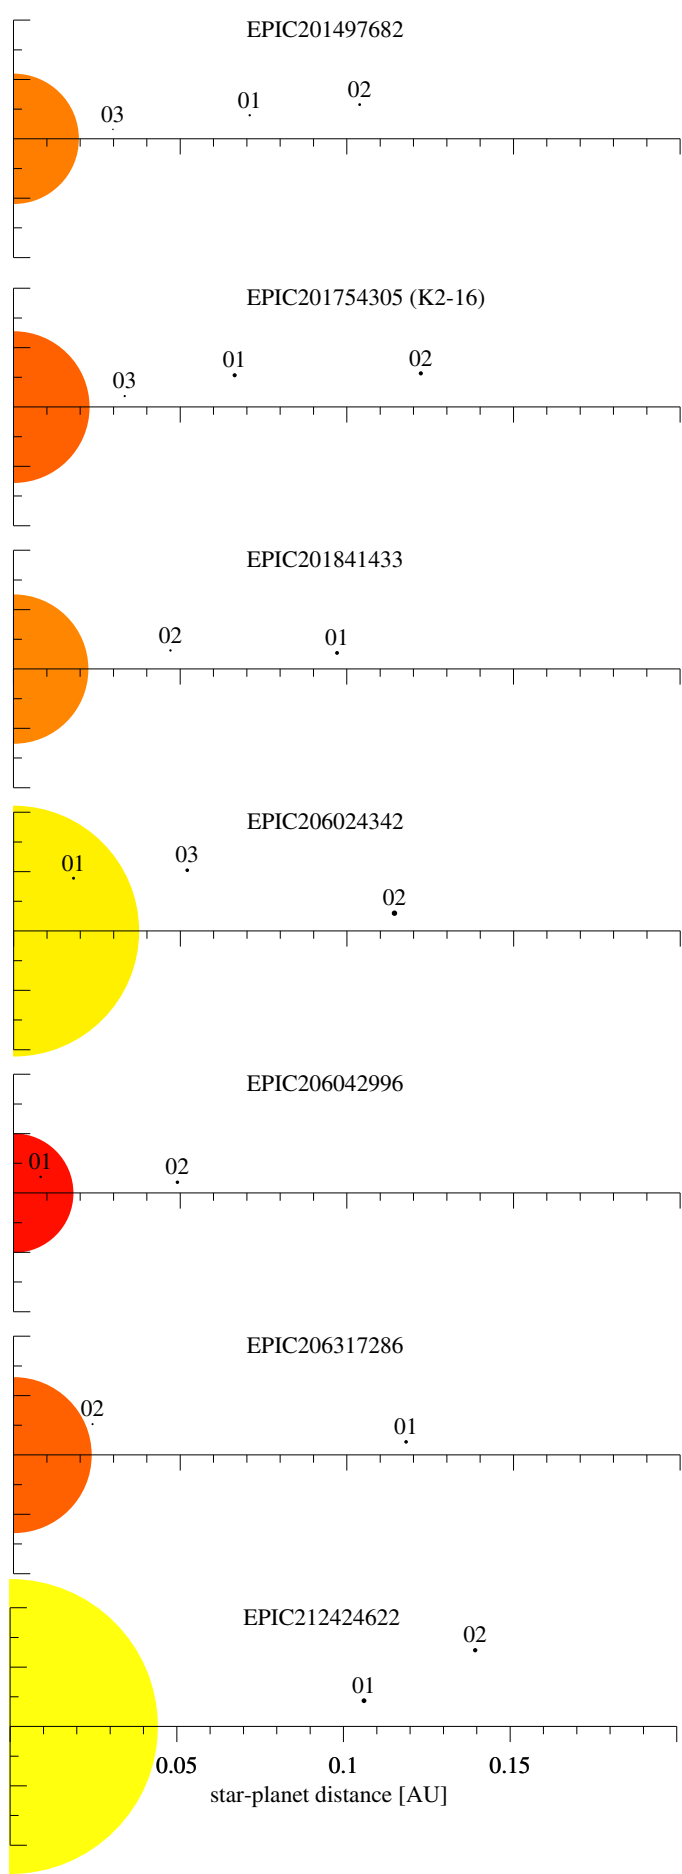 EPIC201497682
03 01 02
EPIC201754305 (K2-16)
03 01 02
EPIC201841433
02 01
EPIC206024342
01 03 02
EPIC206042996
01 02
EPIC206317286
02 01
EPIC212424622
02
01
0.05 0.1 0.15
star-planet distance [AU]